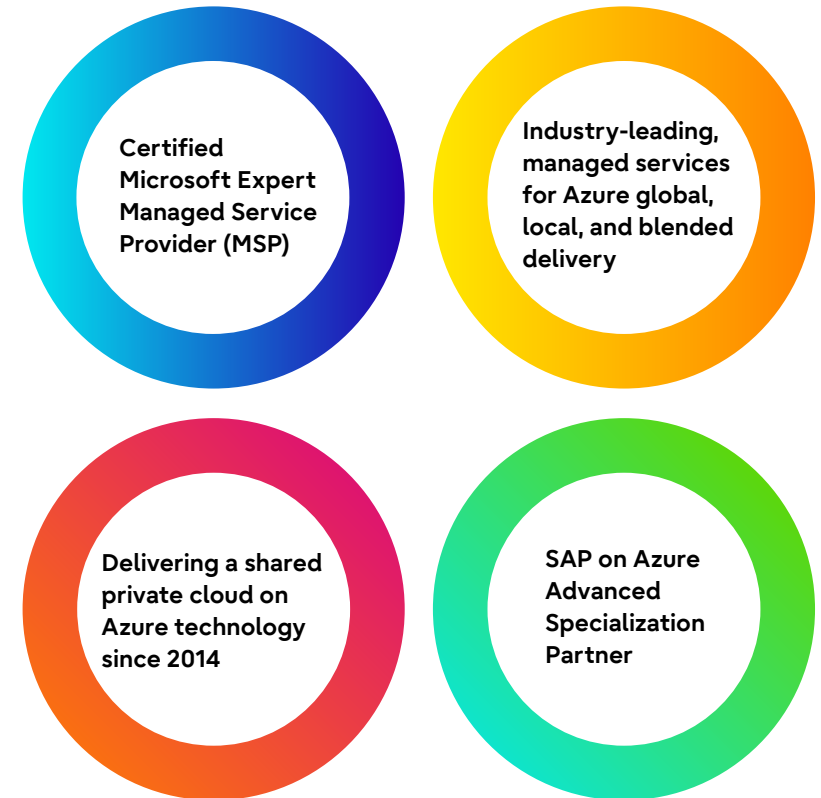 Certified
Microsoft Expert
Managed Service
Provider (MSP)
Industry-leading,
managed services
for Azure global,
local, and blended
delivery
Delivering a shared
private cloud on
Azure technology
since 2014
SAP on Azure
Advanced
Specialization
Partner